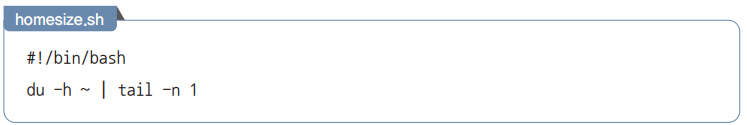 homesize.sh
#!/bin/bash
du -h ~ | tail -n 1